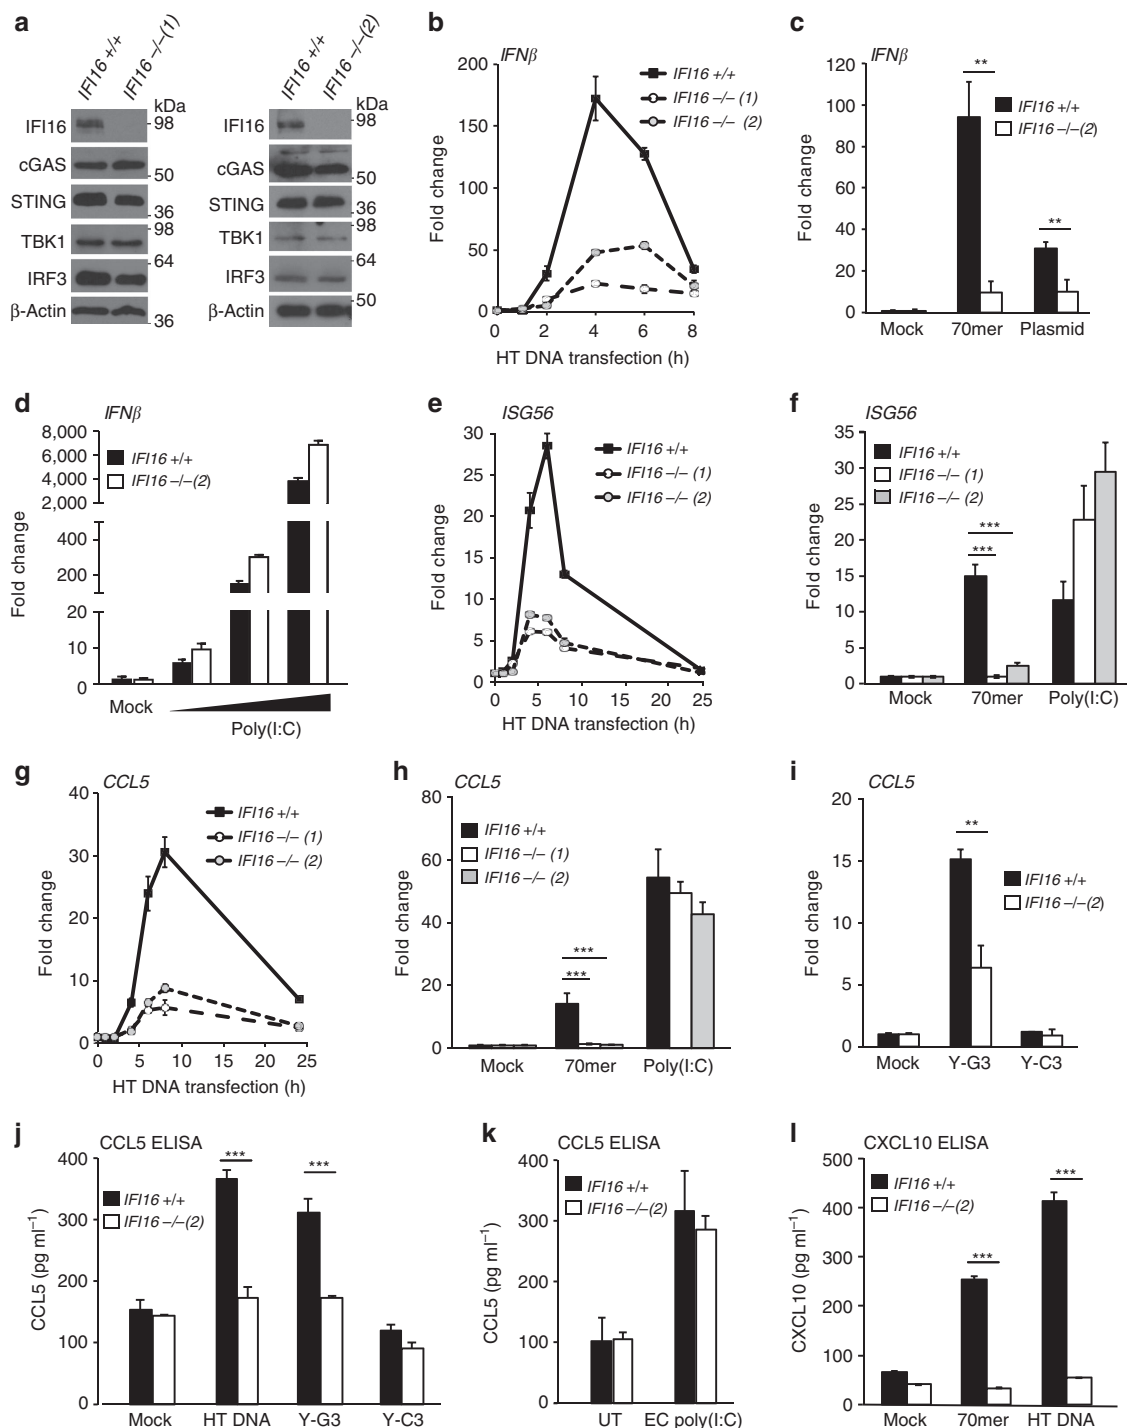 a
IFI16 +/+
IFI16 –/–(1)
kDa
IFI16
98
cGAS
50
STING
36
98
TBK1
64
IRF3
β-Actin
36
IFI16 +/+
IFI16 –/–(2)
kDa
IFI16
98
cGAS
50
STING
36
98
TBK1
64
IRF3
50
β-Actin
b
IFNβ
200
150
100
50
0
Fold change
IFI16 +/+
IFI16 –/– (1)
IFI16 –/– (2)
0 2 4 6 8
HT DNA transfection (h)
c
IFNβ
120
100
80
60
40
20
0
Fold change
**
**
IFI16 +/+
IFI16 –/–(2)
Mock 70mer Plasmid
d
IFNβ
8,000
6,000
4,000
2,000
400
200
20
10
0
Fold change
IFI16 +/+
IFI16 –/–(2)
Mock
Poly(I:C)
e
ISG56
30
25
20
15
10
5
0
Fold change
IFI16 +/+
IFI16 –/– (1)
IFI16 –/– (2)
0 5 10 15 20 25
HT DNA transfection (h)
f
ISG56
35
30
25
20
15
10
5
0
Fold change
IFI16 +/+
IFI16 –/– (1)
IFI16 –/– (2)
***
***
Mock 70mer Poly(I:C)
g
CCL5
40
30
20
10
0
Fold change
IFI16 +/+
IFI16 –/– (1)
IFI16 –/– (2)
0 5 10 15 20 25
HT DNA transfection (h)
h
CCL5
80
60
40
20
0
Fold change
IFI16 +/+
IFI16 –/– (1)
IFI16 –/– (2)
***
***
Mock 70mer Poly(I:C)
i
CCL5
20
15
10
5
0
Fold change
**
IFI16 +/+
IFI16 –/–(2)
Mock Y-G3 Y-C3
j
CCL5 ELISA
400
300
200
100
0
CCL5 (pg ml⁻¹)
IFI16 +/+
IFI16 –/–(2)
***
***
Mock HT DNA Y-G3 Y-C3
k
CCL5 ELISA
400
300
200
100
0
CCL5 (pg ml⁻¹)
IFI16 +/+
IFI16 –/–(2)
UT EC poly(I:C)
l
CXCL10 ELISA
500
400
300
200
100
0
CXCL10 (pg ml⁻¹)
IFI16 +/+
IFI16 –/–(2)
***
***
Mock 70mer HT DNA